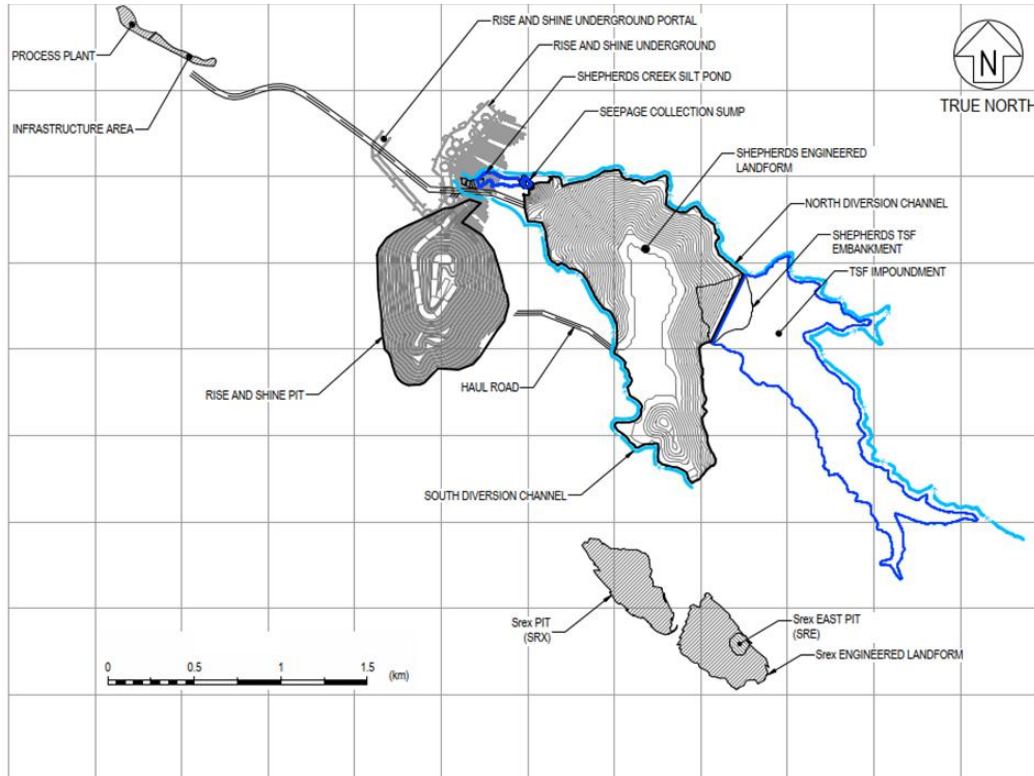 RISE AND SHINE UNDERGROUND PORTAL
RISE AND SHINE UNDERGROUND
PROCESS PLANT
SHEPHERDS CREEK SILT POND
N
TRUE NORTH
SEEPAGE COLLECTION SUMP
INFRASTRUCTURE AREA
SHEPHERDS ENGINEERED
LANDFORM
NORTH DIVERSION CHANNEL
SHEPHERDS TSF
EMBANKMENT
TSF IMPOUNDMENT
RISE AND SHINE PIT
HAUL ROAD
SOUTH DIVERSION CHANNEL
Srex PIT
(SRX)
Srex EAST PIT
(SRE)
Srex ENGINEERED LANDFORM
0 0.5 1 1.5
(km)